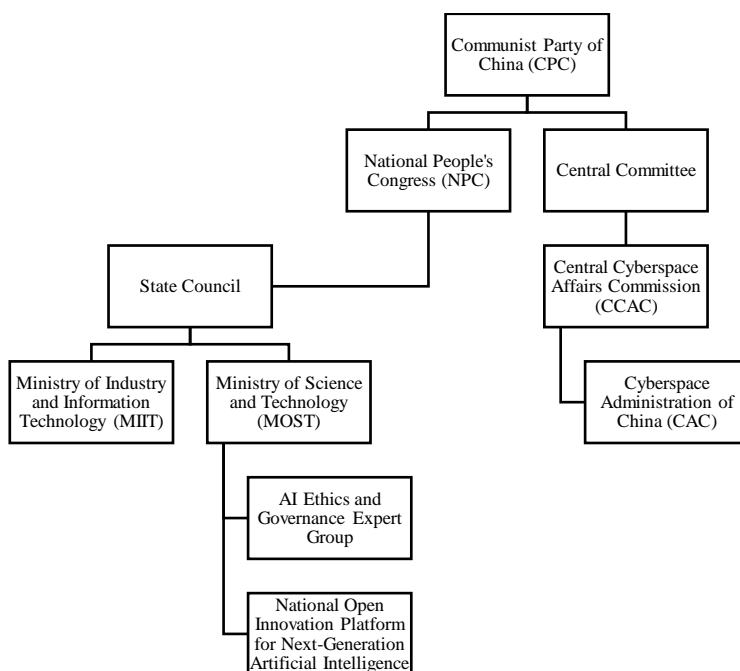 Communist Party of
China (CPC)
National People's
Congress (NPC)
Central Committee
State Council
Central Cyberspace
Affairs Commission
(CCAC)
Ministry of Industry
and Information
Technology (MIIT)
Ministry of Science
and Technology
(MOST)
Cyberspace
Administration of
China (CAC)
AI Ethics and
Governance Expert
Group
National Open
Innovation Platform
for Next-Generation
Artificial Intelligence